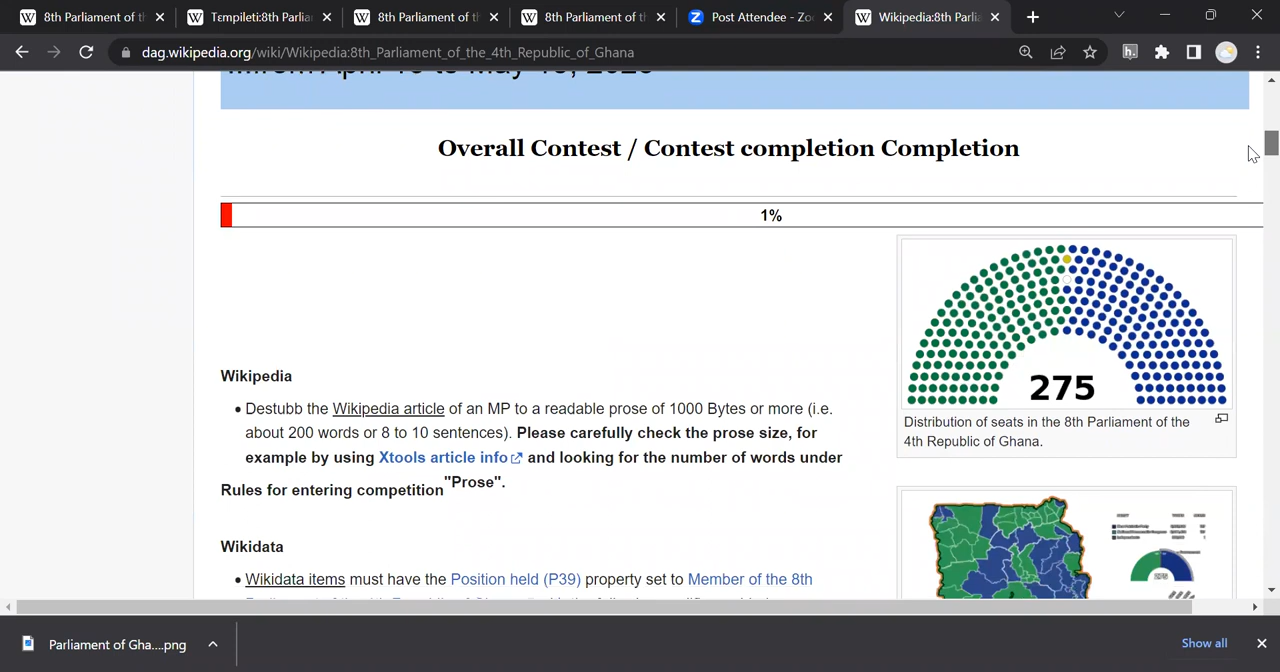 8th Parliament of th
Tɛmpileti:8th Parlia
8th Parliament of th
8th Parliament of th
Post Attendee - Zoo
Wikipedia:8th Parlia
dag.wikipedia.org/wiki/Wikipedia:8th_Parliament_of_the_4th_Republic_of_Ghana
Overall Contest / Contest completion Completion
1%
275
Distribution of seats in the 8th Parliament of the
4th Republic of Ghana.
Wikipedia
• Destubb the Wikipedia article of an MP to a readable prose of 1000 Bytes or more (i.e.
about 200 words or 8 to 10 sentences). Please carefully check the prose size, for
example by using Xtools article info and looking for the number of words under
"Prose".
Rules for entering competition
Wikidata
• Wikidata items must have the Position held (P39) property set to Member of the 8th
Parliament of Gha....png
Show all